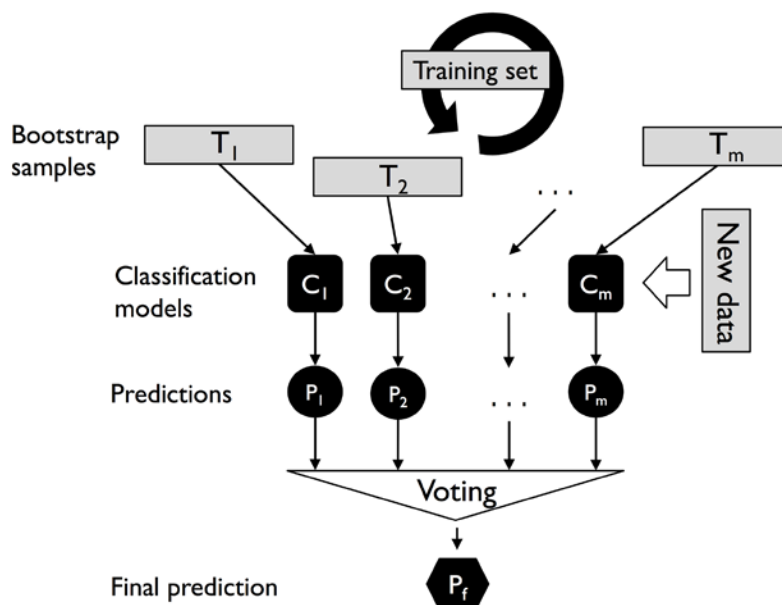 Training set
Bootstrap
samples
T1
T2
. . .
Tm
Classification
models
C1
C2
. . .
Cm
New data
Predictions
P1
P2
. . .
Pm
Voting
Final prediction
Pf